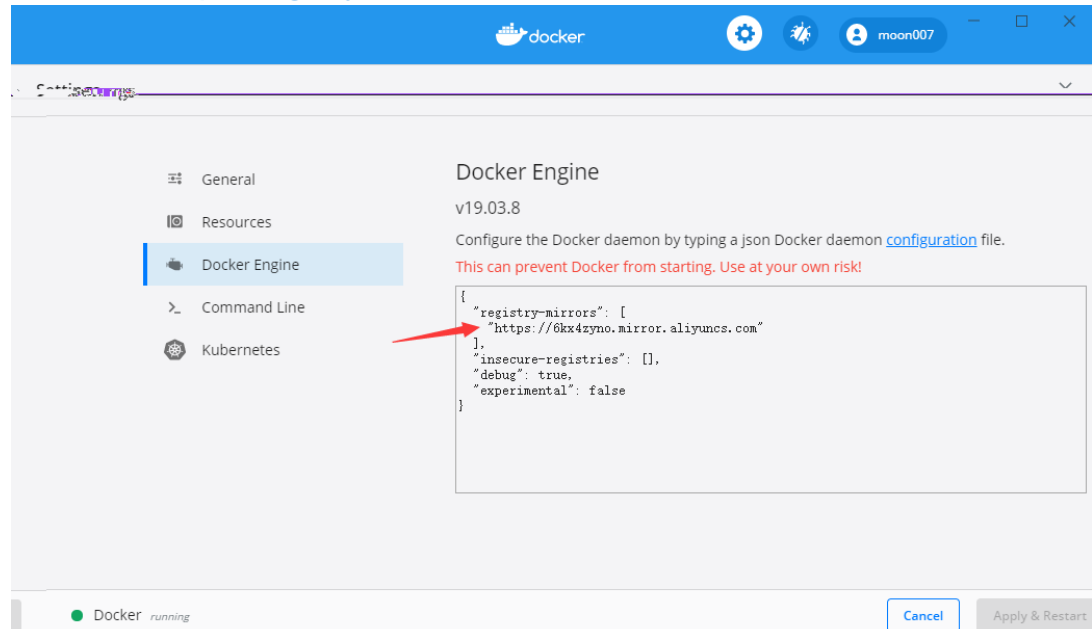 docker
moon007
General
Resources
Docker Engine
Command Line
Kubernetes
Docker Engine
v19.03.8
Configure the Docker daemon by typing a json Docker daemon configuration file.
This can prevent Docker from starting. Use at your own risk!
{
"registry-mirrors": [
"https://6kx4zyno.mirror.aliyuncs.com"
],
"insecure-registries": [],
"debug": true,
"experimental": false
}
Docker running
Cancel
Apply & Restart